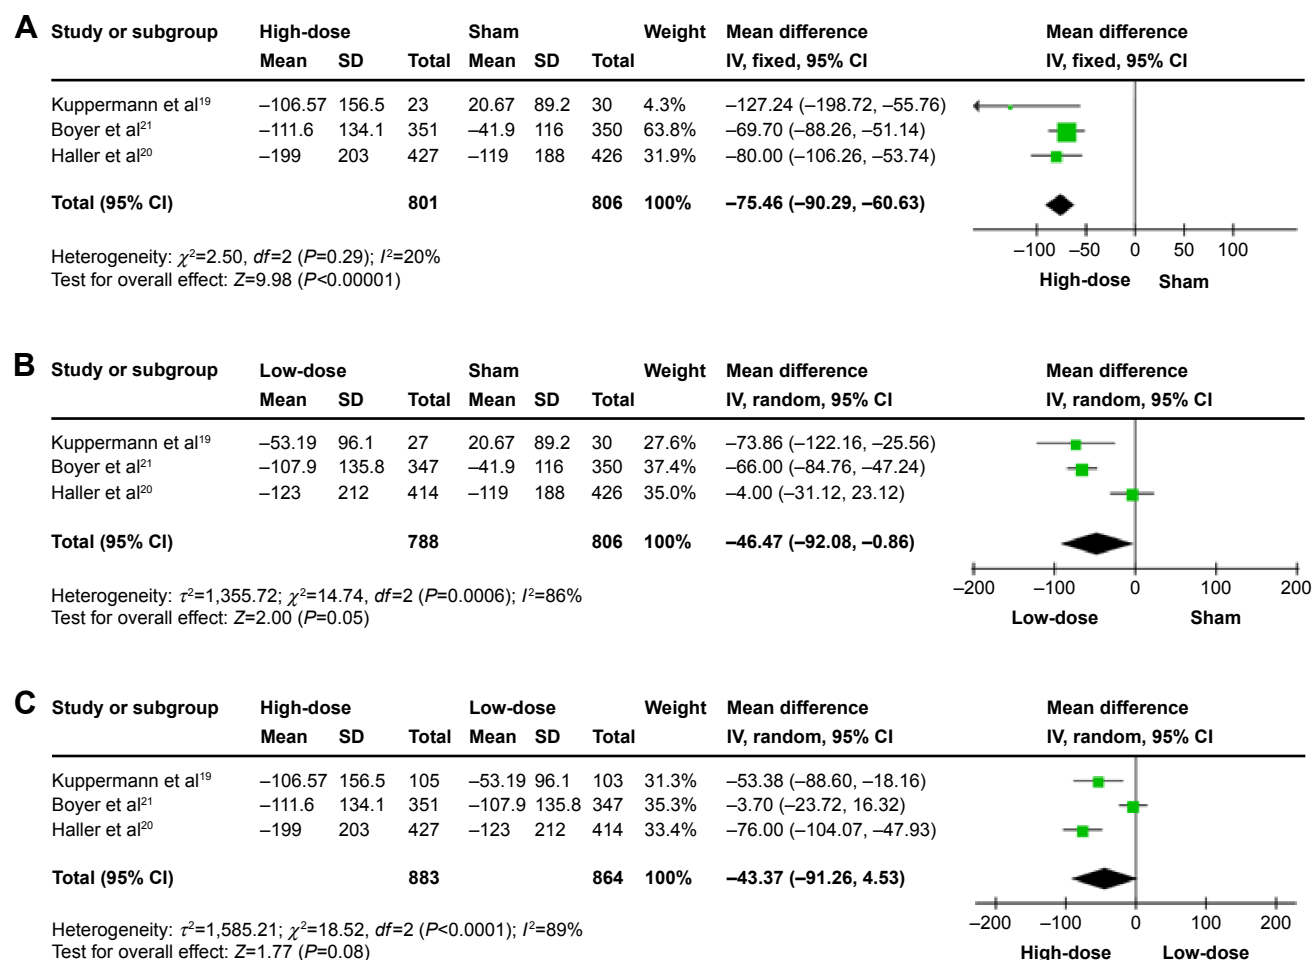 A Study or subgroup High-dose Sham Weight Mean difference Mean difference
Mean SD Total Mean SD Total IV, fixed, 95% CI IV, fixed, 95% CI
Kuppermann et al19 –106.57 156.5 23 20.67 89.2 30 4.3% –127.24 (–198.72, –55.76)
Boyer et al21 –111.6 134.1 351 –41.9 116 350 63.8% –69.70 (–88.26, –51.14)
Haller et al20 –199 203 427 –119 188 426 31.9% –80.00 (–106.26, –53.74)
Total (95% CI) 801 806 100% –75.46 (–90.29, –60.63)
–100 –50 0 50 100
Heterogeneity: χ2=2.50, df=2 (P=0.29); I2=20%
Test for overall effect: Z=9.98 (P<0.00001)
High-dose Sham
B Study or subgroup Low-dose Sham Weight Mean difference Mean difference
Mean SD Total Mean SD Total IV, random, 95% CI IV, random, 95% CI
Kuppermann et al19 –53.19 96.1 27 20.67 89.2 30 27.6% –73.86 (–122.16, –25.56)
Boyer et al21 –107.9 135.8 347 –41.9 116 350 37.4% –66.00 (–84.76, –47.24)
Haller et al20 –123 212 414 –119 188 426 35.0% –4.00 (–31.12, 23.12)
Total (95% CI) 788 806 100% –46.47 (–92.08, –0.86)
–200 –100 0 100 200
Heterogeneity: τ2=1,355.72; χ2=14.74, df=2 (P=0.0006); I2=86%
Test for overall effect: Z=2.00 (P=0.05)
Low-dose Sham
C Study or subgroup High-dose Low-dose Weight Mean difference Mean difference
Mean SD Total Mean SD Total IV, random, 95% CI IV, random, 95% CI
Kuppermann et al19 –106.57 156.5 105 –53.19 96.1 103 31.3% –53.38 (–88.60, –18.16)
Boyer et al21 –111.6 134.1 351 –107.9 135.8 347 35.3% –3.70 (–23.72, 16.32)
Haller et al20 –199 203 427 –123 212 414 33.4% –76.00 (–104.07, –47.93)
Total (95% CI) 883 864 100% –43.37 (–91.26, 4.53)
–200 –100 0 100 200
Heterogeneity: τ2=1,585.21; χ2=18.52, df=2 (P<0.0001); I2=89%
Test for overall effect: Z=1.77 (P=0.08)
High-dose Low-dose